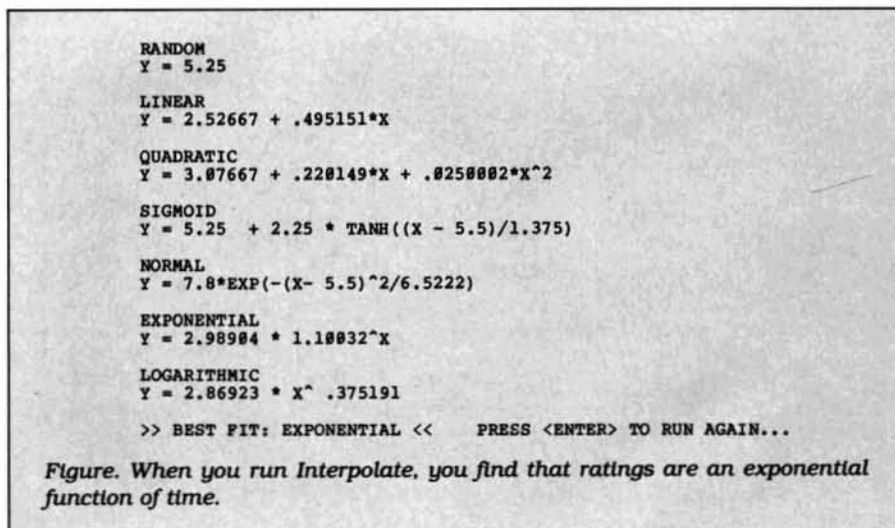 RANDOM
Y = 5.25
LINEAR
Y = 2.52667 + .495151*X
QUADRATIC
Y = 3.07667 + .220149*X + .0250002*X^2
SIGMOID
Y = 5.25 + 2.25 * TANH((X - 5.5)/1.375)
NORMAL
Y = 7.8*EXP(-(X- 5.5)^2/6.5222)
EXPONENTIAL
Y = 2.98904 * 1.10032^X
LOGARITHMIC
Y = 2.86923 * X^ .375191
>> BEST FIT: EXPONENTIAL << PRESS <ENTER> TO RUN AGAIN...
Figure. When you run Interpolate, you find that ratings are an exponential
function of time.